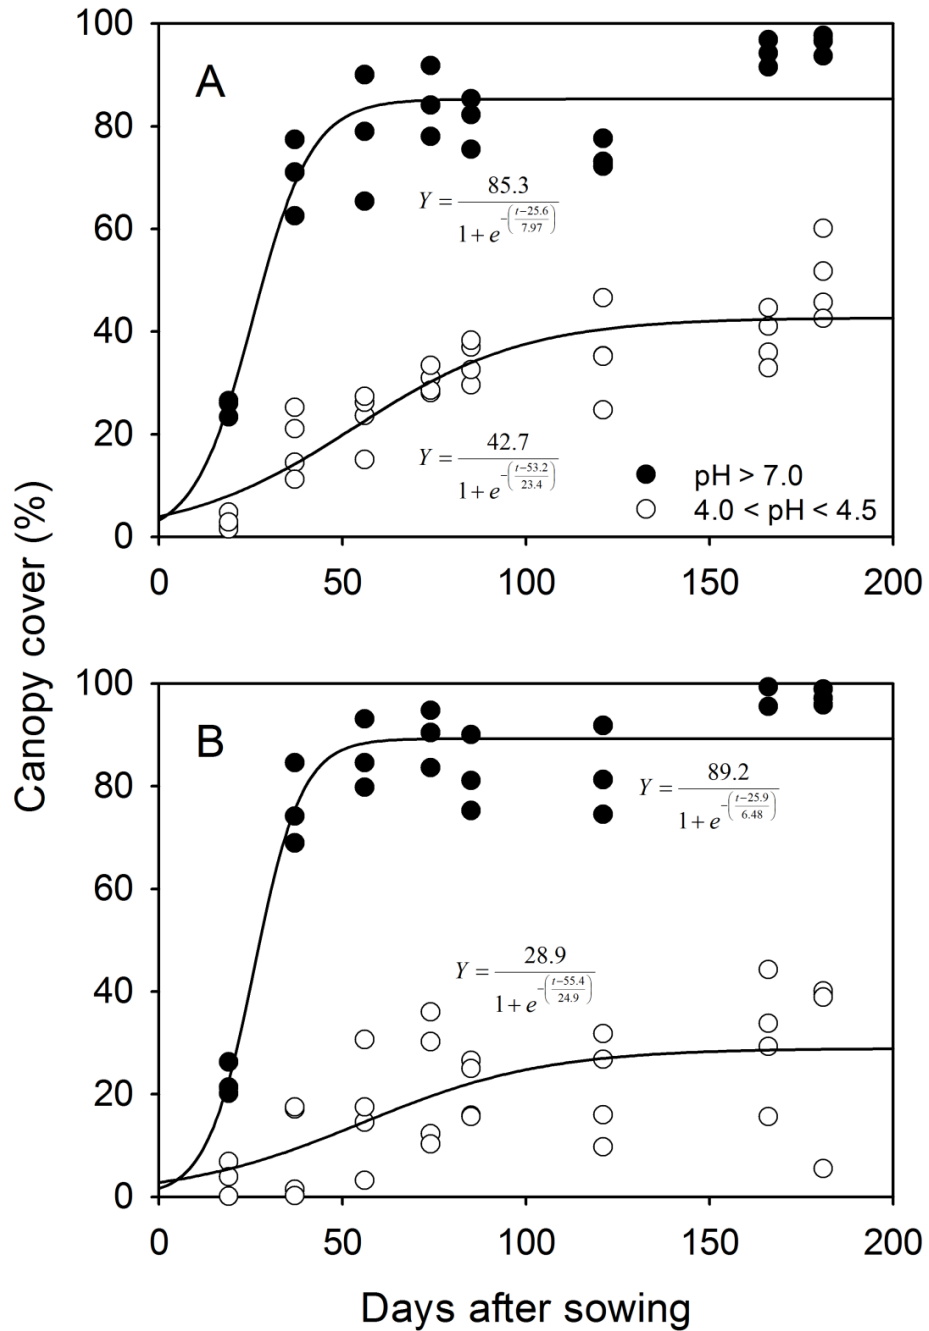 100
A
80
Y = 85.3 / (1 + e^-((t−25.6)/7.97))
60
40
Y = 42.7 / (1 + e^-((t−53.2)/23.4))
20
pH > 7.0
4.0 < pH < 4.5
0
0 50 100 150 200
Canopy cover (%)
100
B
80
Y = 89.2 / (1 + e^-((t−25.9)/6.48))
60
40
Y = 28.9 / (1 + e^-((t−55.4)/24.9))
20
0
0 50 100 150 200
Days after sowing